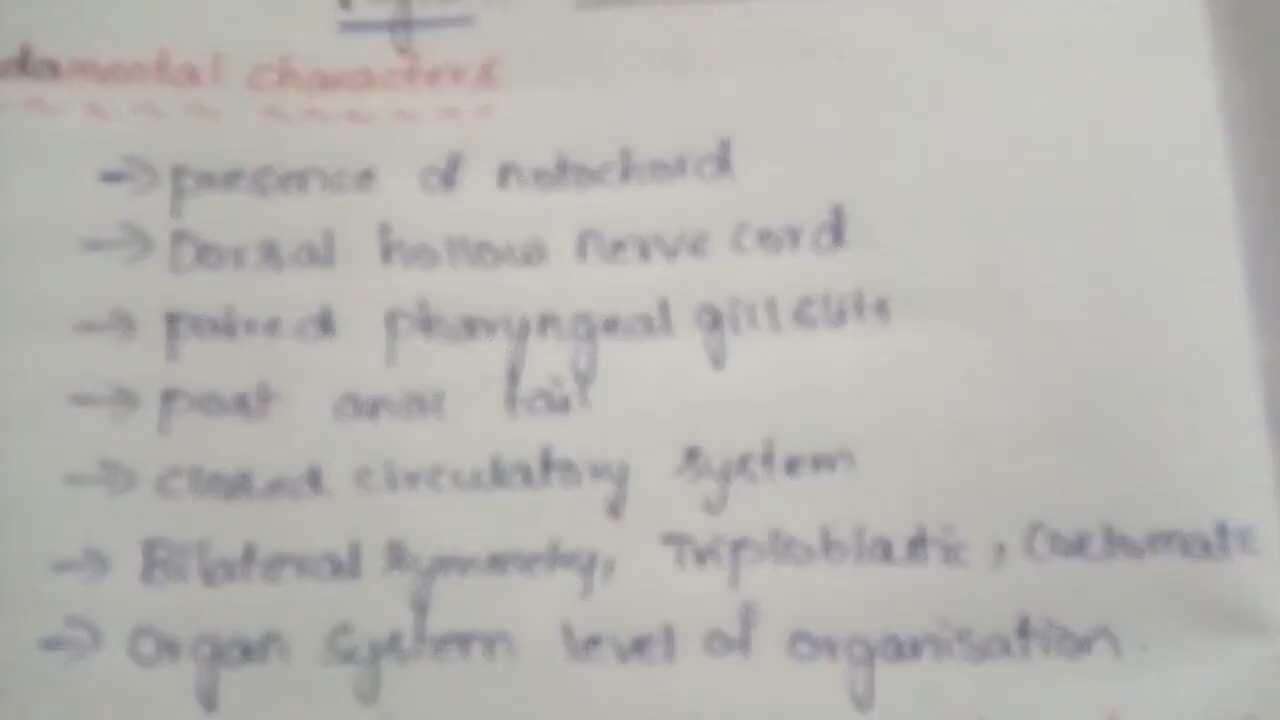 damental characters
→ presence of notochord
→ Dorsal hollow nerve cord
→ paired pharyngeal gill slits
→ post anal tail
→ closed circulatory system
→ Bilateral symmetry, Triploblastic, Coelomate
→ organ system level of organisation.